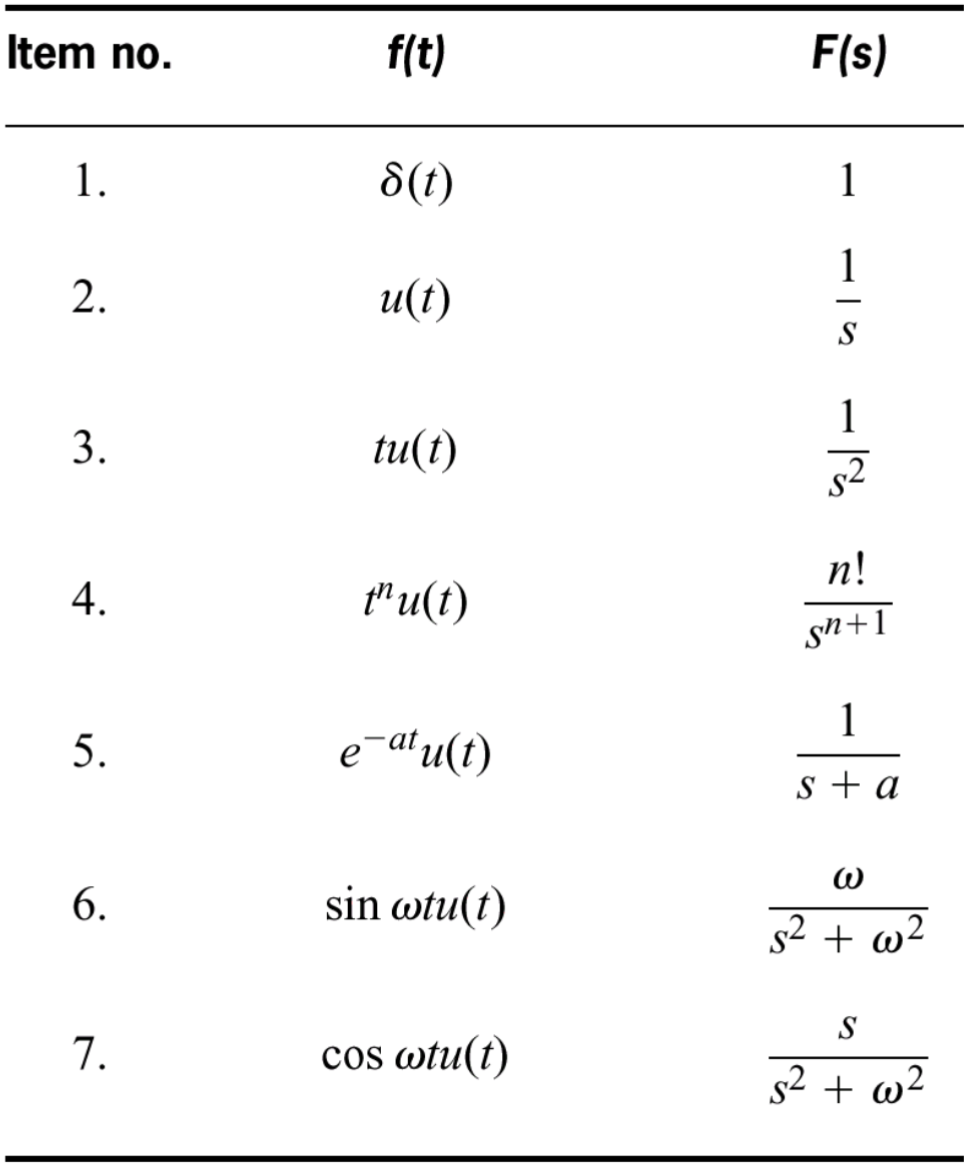 Item no. f(t) F(s)
1. δ(t) 1
2. u(t) 1/s
3. tu(t) 1/s²
4. tⁿu(t) n!/sⁿ⁺¹
5. e⁻ᵃᵗu(t) 1/(s + a)
6. sin ωtu(t) ω/(s² + ω²)
7. cos ωtu(t) s/(s² + ω²)